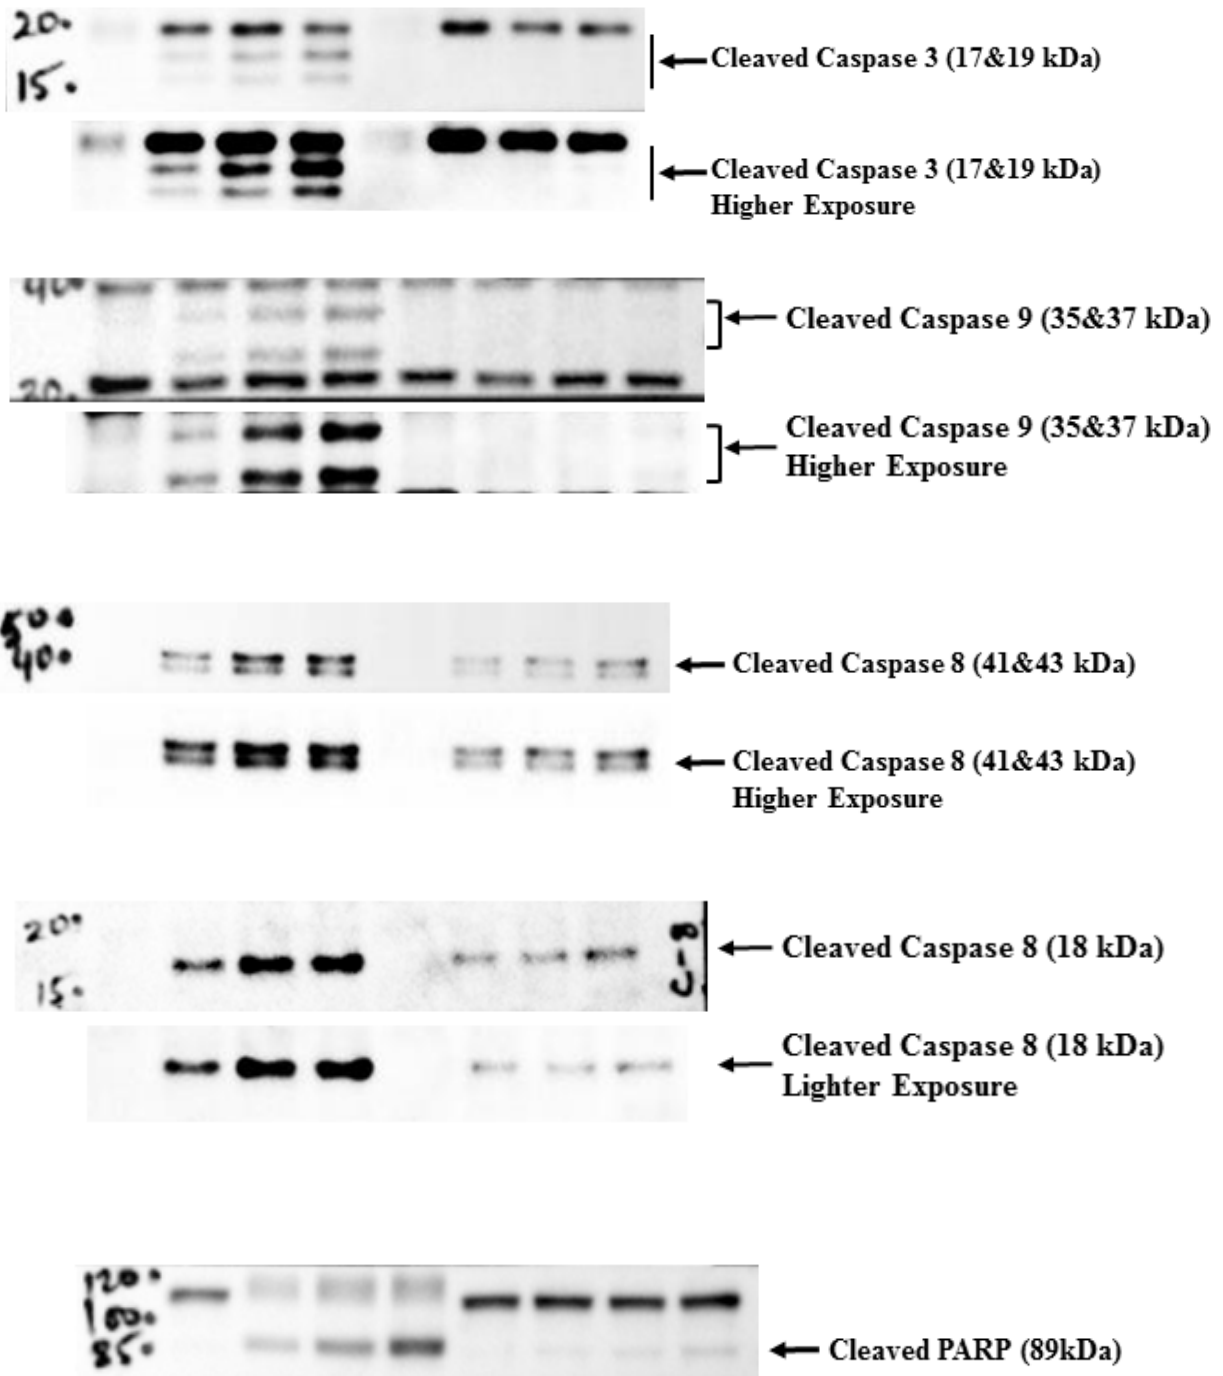 20.
15.
Cleaved Caspase 3 (17&19 kDa)
Cleaved Caspase 3 (17&19 kDa)
Higher Exposure
40.
20.
Cleaved Caspase 9 (35&37 kDa)
Cleaved Caspase 9 (35&37 kDa)
Higher Exposure
50.
40.
Cleaved Caspase 8 (41&43 kDa)
Cleaved Caspase 8 (41&43 kDa)
Higher Exposure
20.
15.
C-8
Cleaved Caspase 8 (18 kDa)
Cleaved Caspase 8 (18 kDa)
Lighter Exposure
120.
100.
85.
Cleaved PARP (89kDa)